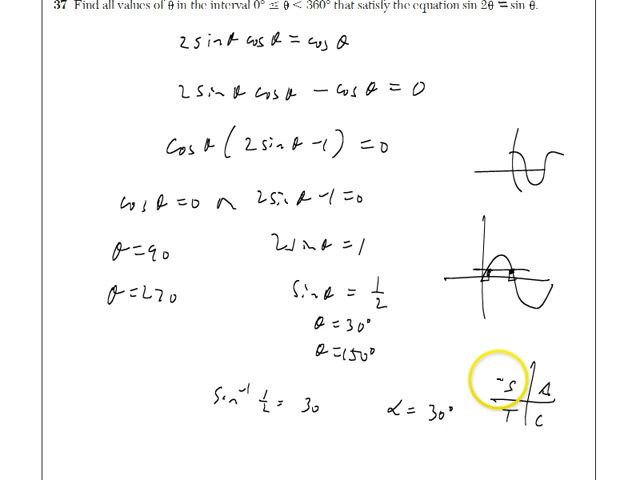 37 Find all values of θ in the interval 0° ≤ θ < 360° that satisfy the equation sin 2θ = sin θ.
2 sin θ cos θ = cos θ
2 sin θ cos θ − cos θ = 0
cos θ ( 2 sin θ − 1 ) = 0
cos θ = 0 or 2 sin θ − 1 = 0
θ = 90 2 sin θ = 1
θ = 270 sin θ = 1/2
θ = 30°
θ = 150°
S A
T C
sin⁻¹ 1/2 = 30 α = 30°